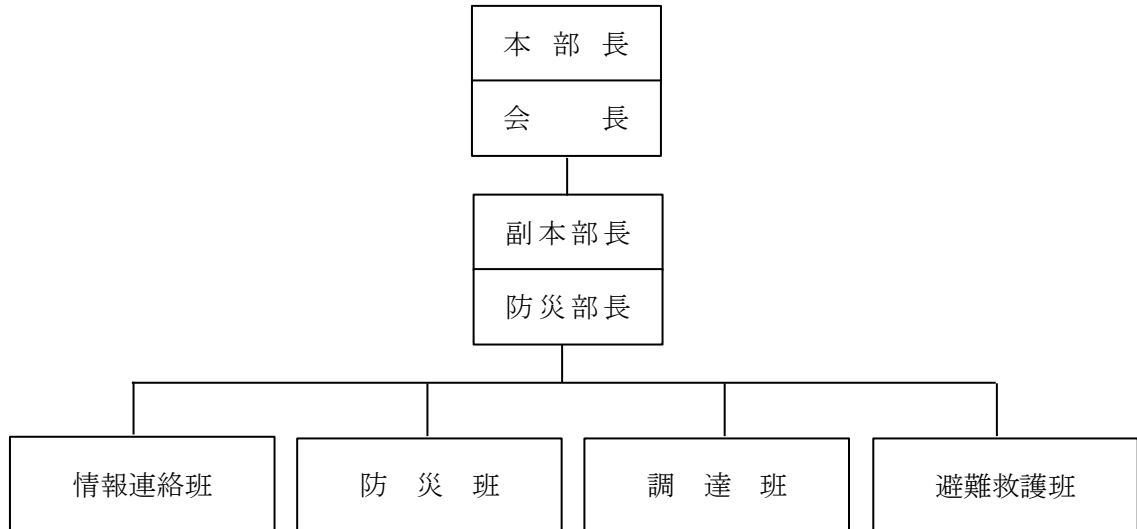 本部長
会長
副本部長
防災部長
情報連絡班
防災班
調達班
避難救護班